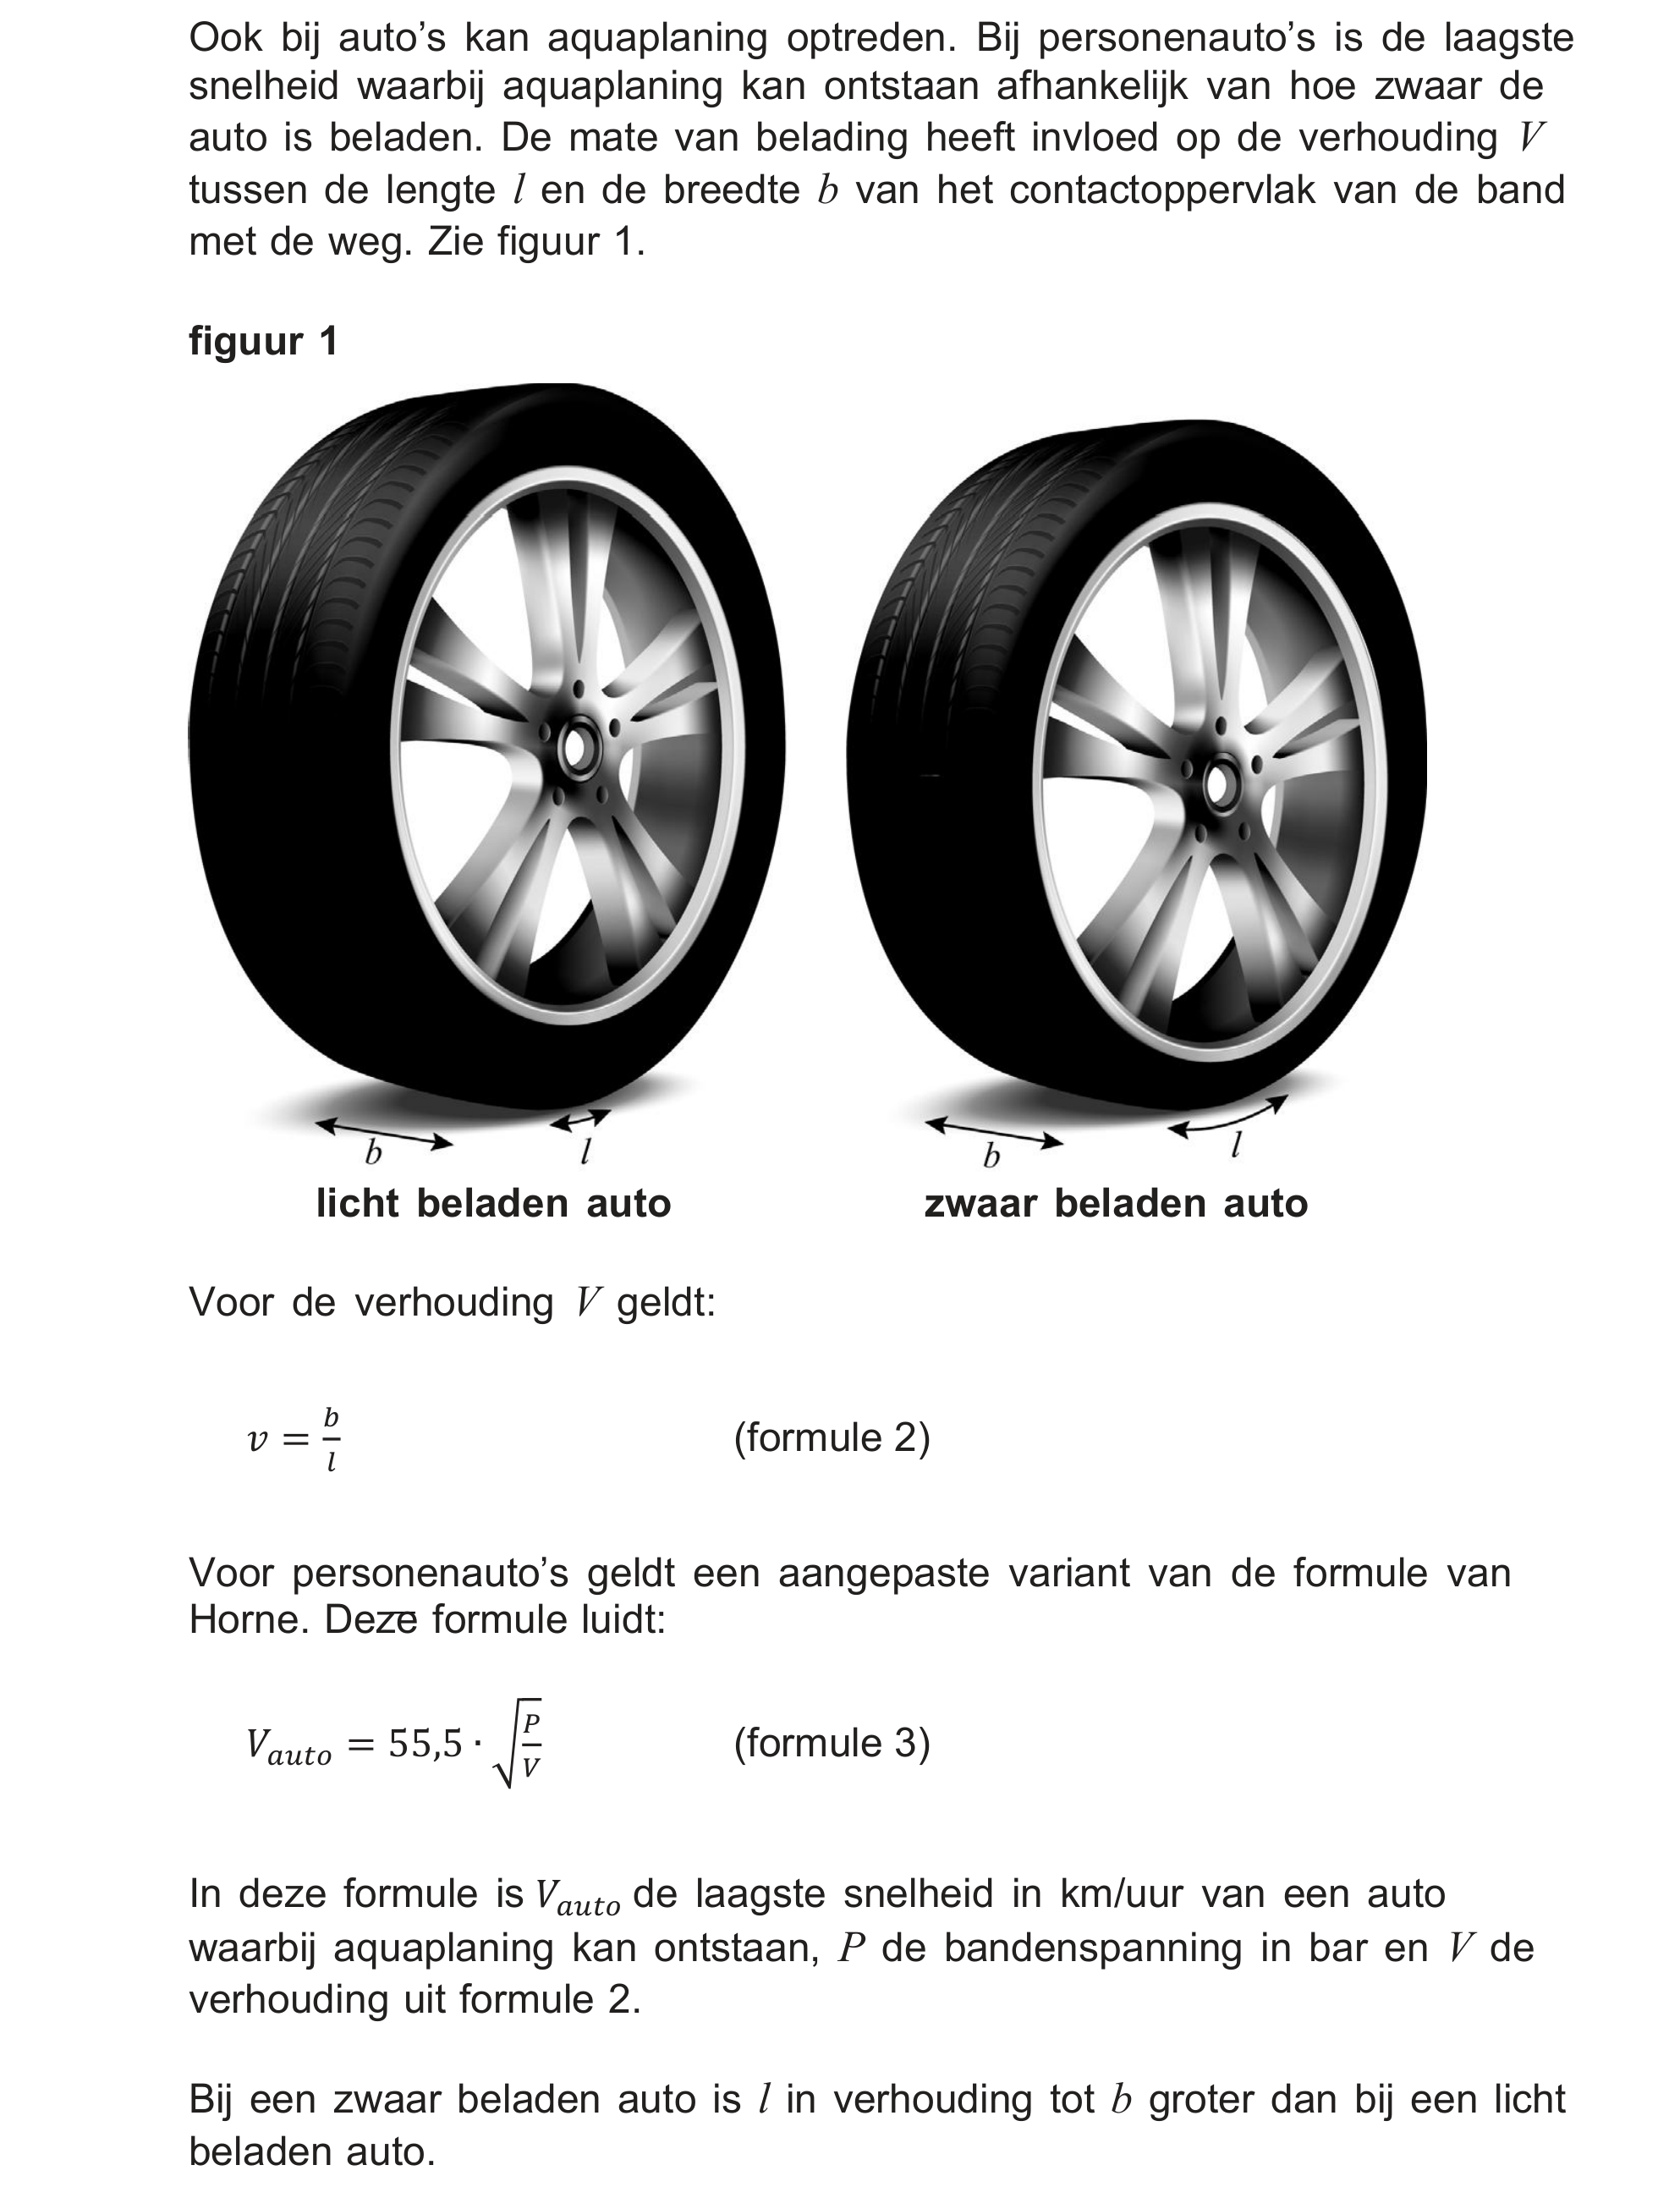 Ook bij auto’s kan aquaplaning optreden. Bij personenauto’s is de laagste
snelheid waarbij aquaplaning kan ontstaan afhankelijk van hoe zwaar de
auto is beladen. De mate van belading heeft invloed op de verhouding V
tussen de lengte l en de breedte b van het contactoppervlak van de band
met de weg. Zie figuur 1.
figuur 1
b l b l
licht beladen auto zwaar beladen auto
Voor de verhouding V geldt:
v = b/l (formule 2)
Voor personenauto’s geldt een aangepaste variant van de formule van
Horne. Deze formule luidt:
V_auto = 55,5 · √(P/V) (formule 3)
In deze formule is V_auto de laagste snelheid in km/uur van een auto
waarbij aquaplaning kan ontstaan, P de bandenspanning in bar en V de
verhouding uit formule 2.
Bij een zwaar beladen auto is l in verhouding tot b groter dan bij een licht
beladen auto.